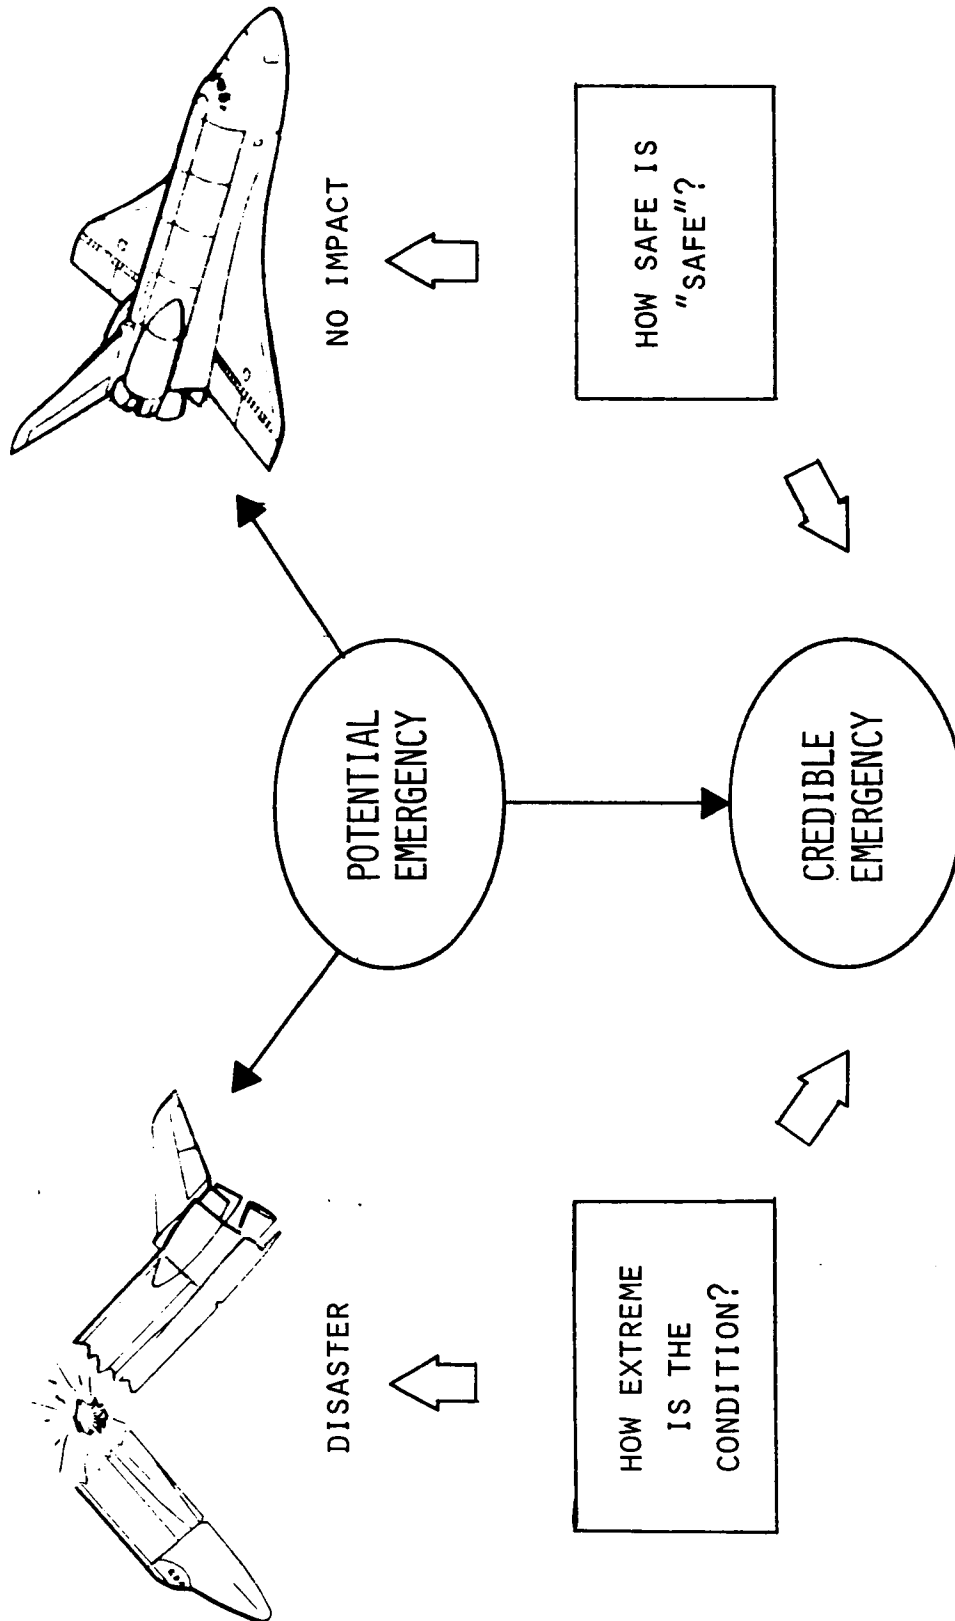 DISASTER
NO IMPACT
POTENTIAL
EMERGENCY
HOW EXTREME
IS THE
CONDITION?
HOW SAFE IS
"SAFE"?
CREDIBLE
EMERGENCY